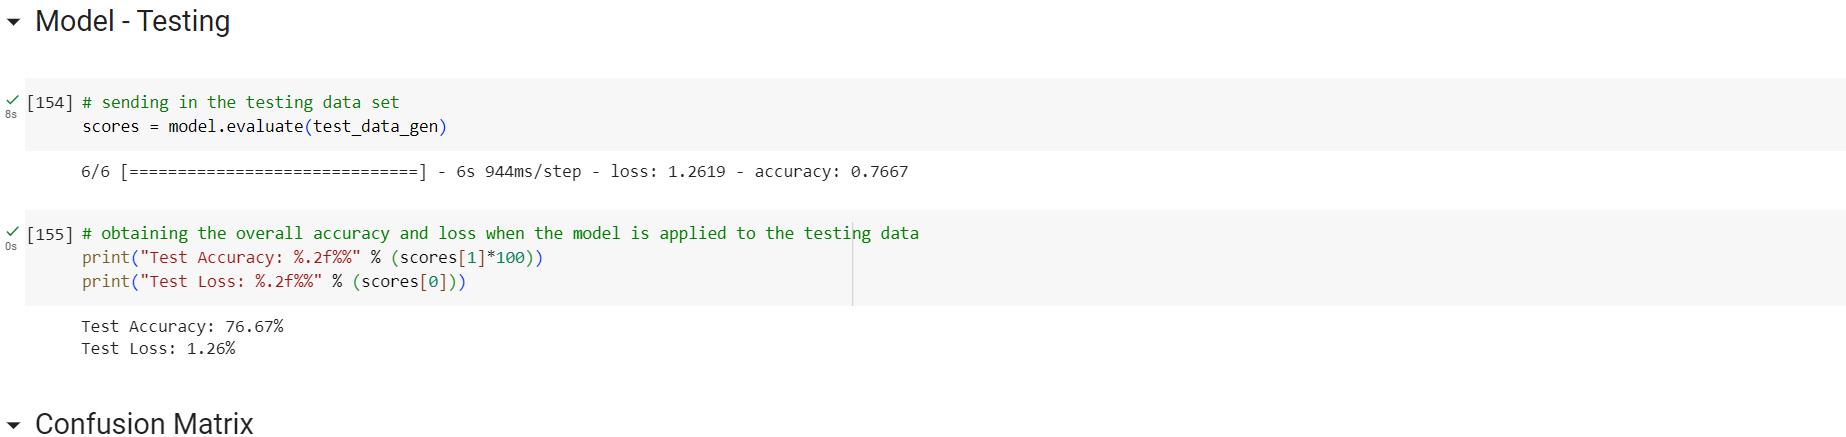 Model - Testing
[154] # sending in the testing data set
8s
scores = model.evaluate(test_data_gen)
6/6 [==============================] - 6s 944ms/step - loss: 1.2619 - accuracy: 0.7667
[155] # obtaining the overall accuracy and loss when the model is applied to the testing data
0s
print("Test Accuracy: %.2f%%" % (scores[1]*100))
print("Test Loss: %.2f%%" % (scores[0]))
Test Accuracy: 76.67%
Test Loss: 1.26%
Confusion Matrix